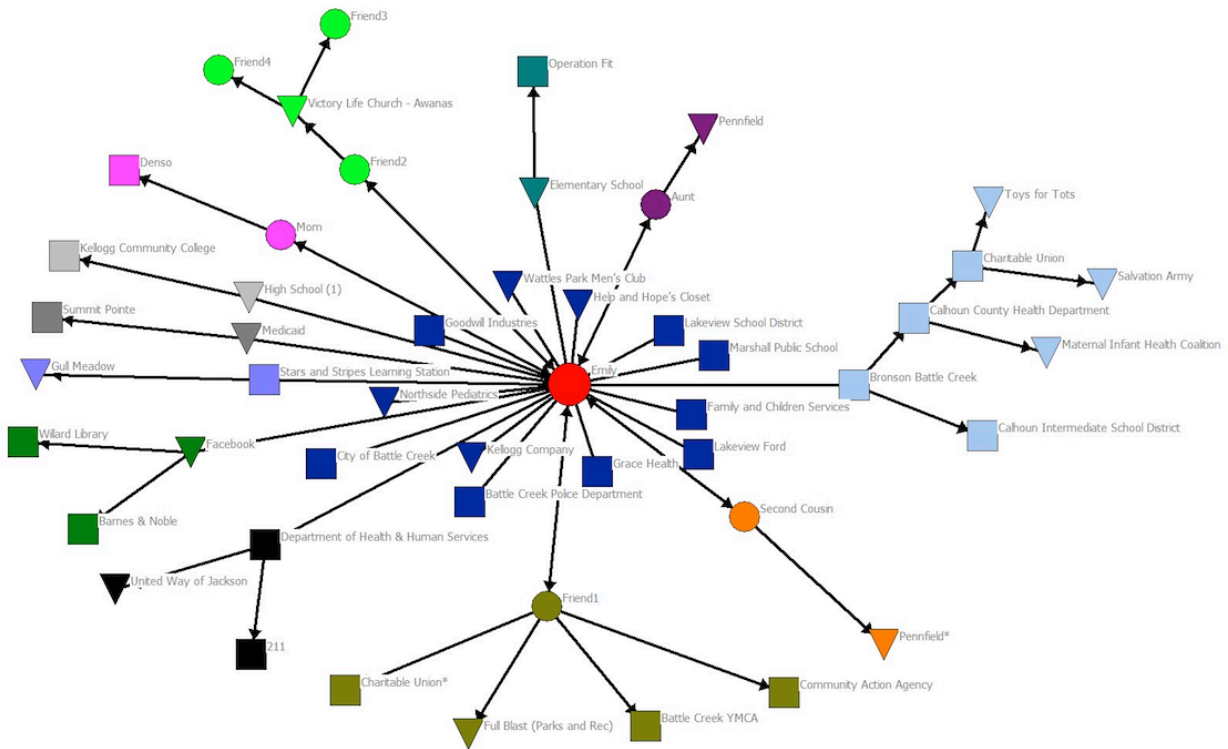 Friend3
Friend4
Operation Fit
Victory Life Church - Awanas
Pennfield
Denso
Friend2
Elementary School
Aunt
Toys for Tots
Mom
Kellogg Community College
Charitable Union
Salvation Army
High School (1)
Wattles Park Men's Club
Help and Hope's Closet
Summit Pointe
Medicaid
Goodwill Industries
Lakeview School District
Calhoun County Health Department
Maternal Infant Health Coalition
Marshall Public School
Gull Meadow
Stars and Stripes Learning Station
Emily
Bronson Battle Creek
Northside Pediatrics
Family and Children Services
Willard Library
Facebook
City of Battle Creek
Kellogg Company
Grace Health
Lakeview Ford
Calhoun Intermediate School District
Battle Creek Police Department
Second Cousin
Barnes & Noble
Department of Health & Human Services
United Way of Jackson
Friend1
Pennfield*
211
Charitable Union*
Community Action Agency
Full Blast (Parks and Rec)
Battle Creek YMCA